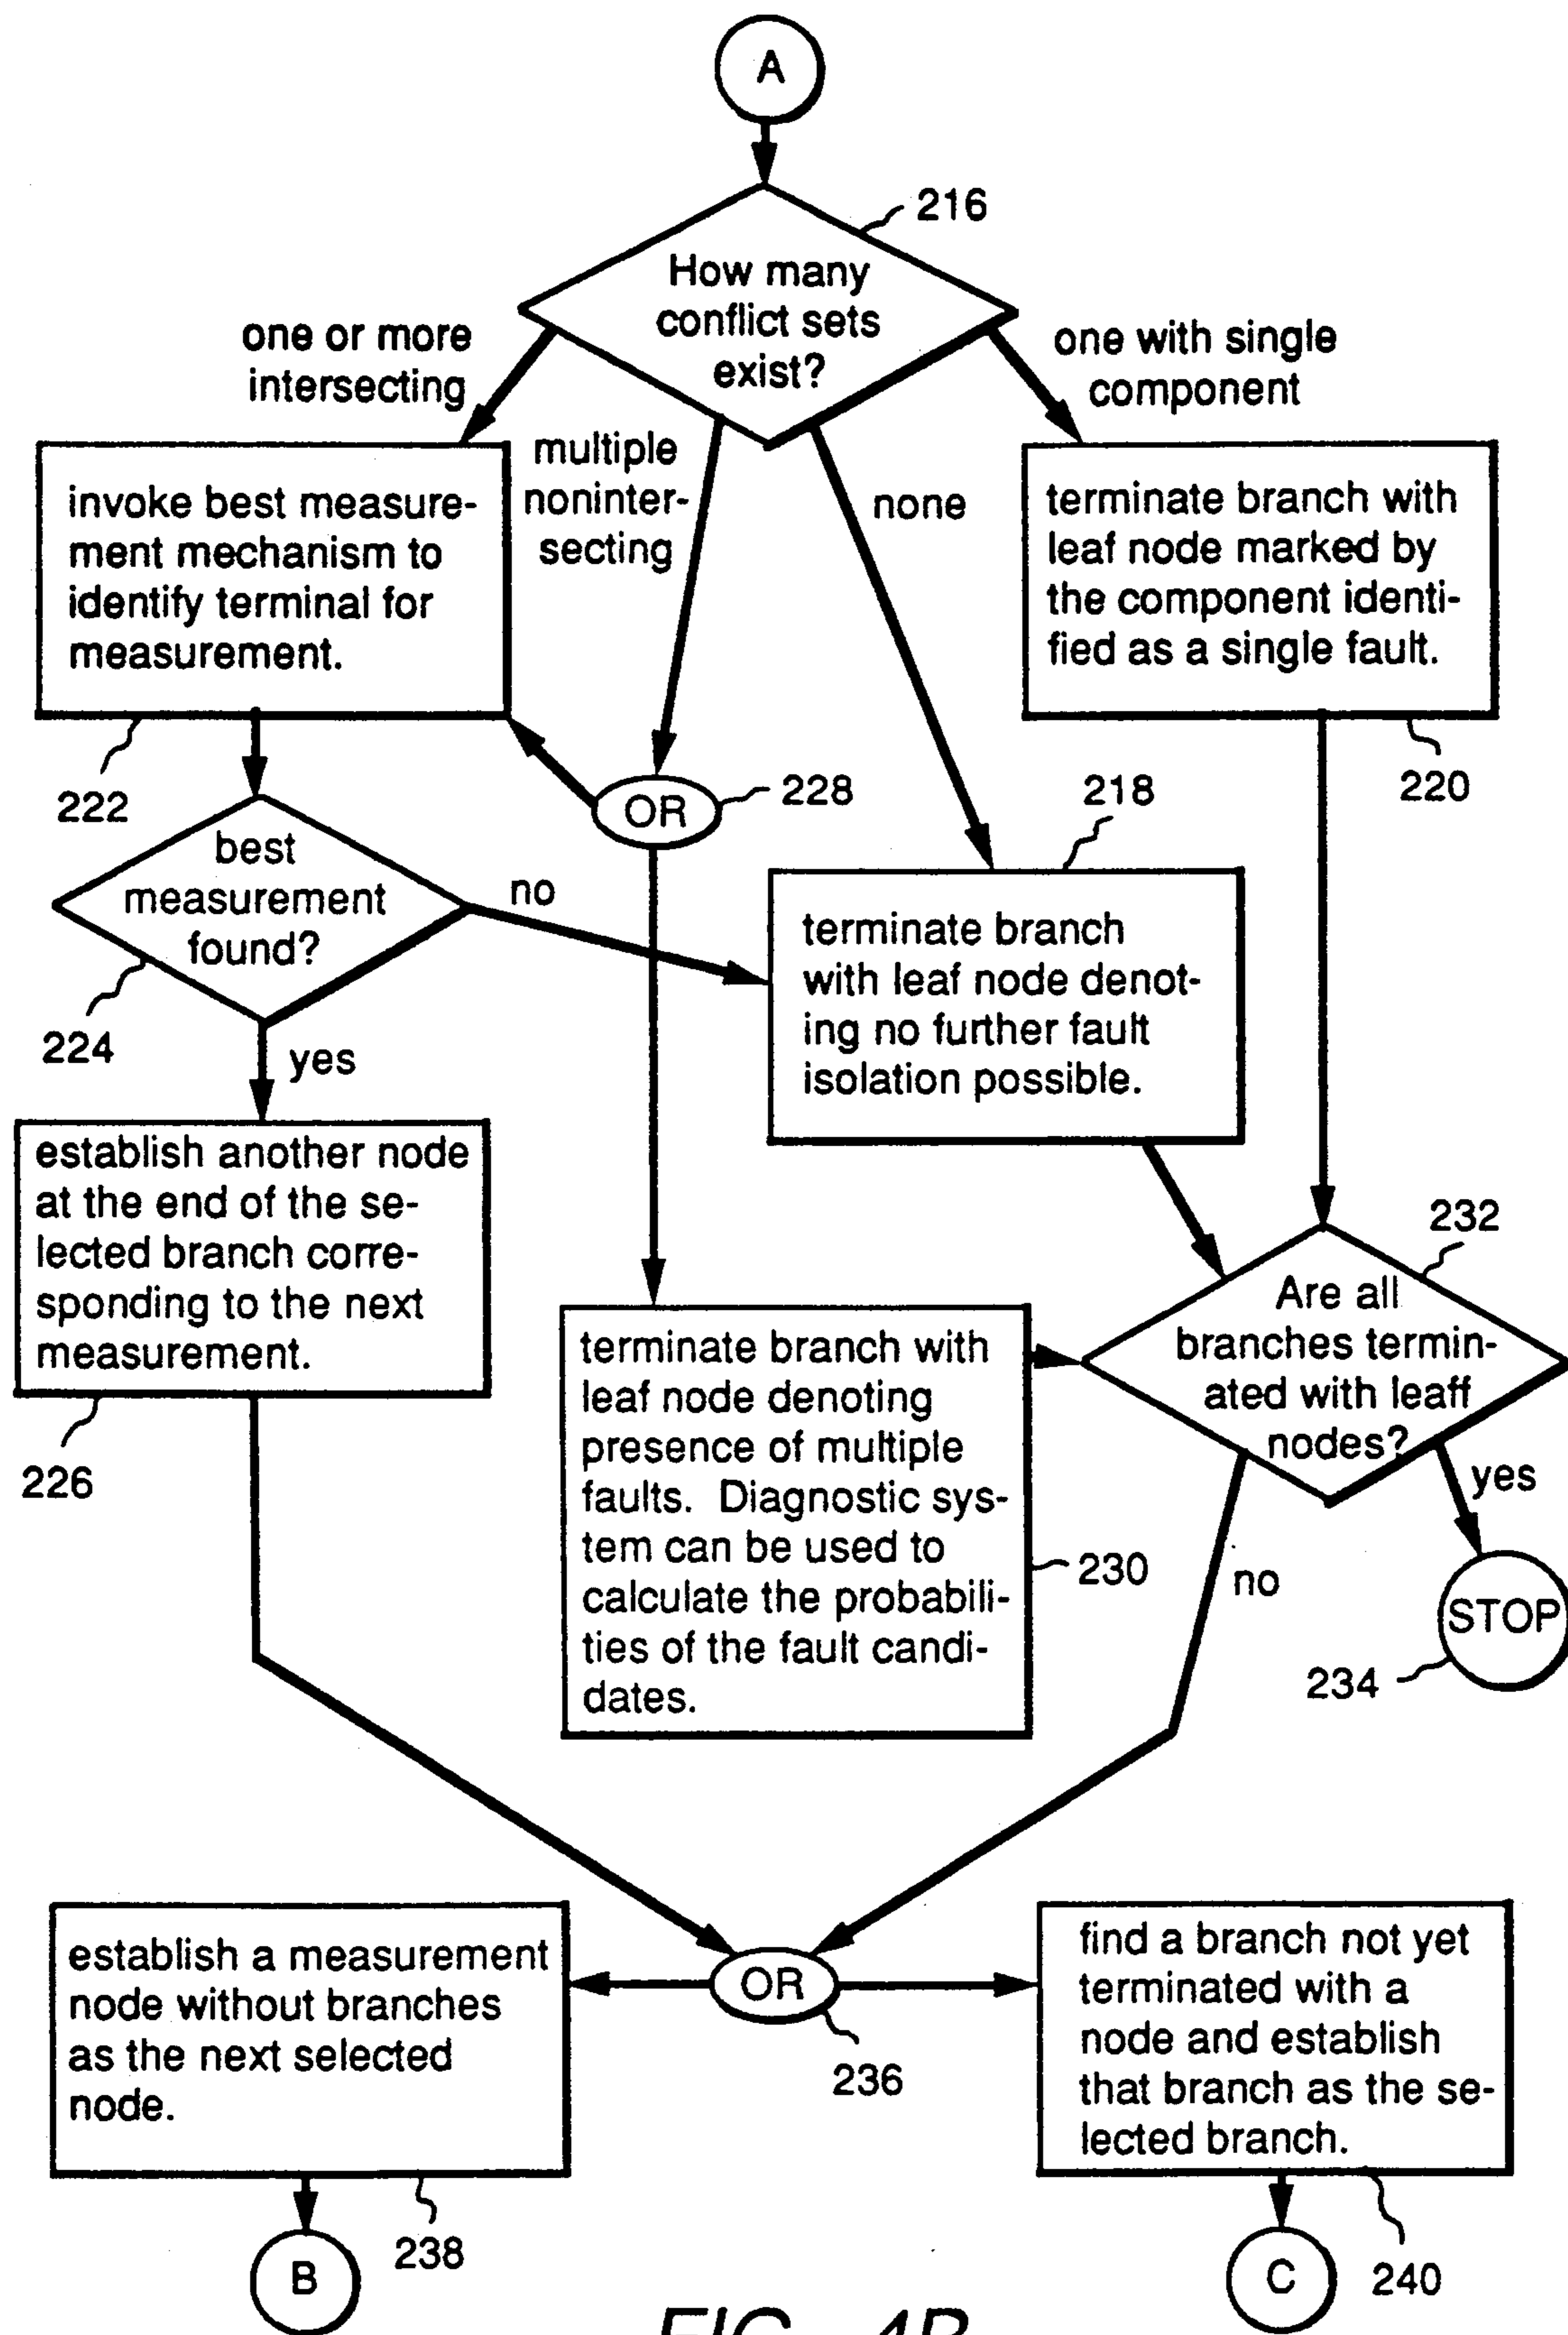 A
216
How many
conflict sets
exist?
one or more
intersecting
one with single
component
multiple
noninter-
secting
none
invoke best measure-
ment mechanism to
identify terminal for
measurement.
terminate branch with
leaf node marked by
the component identi-
fied as a single fault.
222
OR
228
218
220
best
measurement
found?
no
224
yes
terminate branch
with leaf node denot-
ing no further fault
isolation possible.
establish another node
at the end of the se-
lected branch corre-
sponding to the next
measurement.
226
232
Are all
branches termin-
ated with leaff
nodes?
terminate branch with
leaf node denoting
presence of multiple
faults. Diagnostic sys-
tem can be used to
calculate the probabili-
ties of the fault candi-
dates.
230
yes
no
STOP
234
establish a measurement
node without branches
as the next selected
node.
OR
236
find a branch not yet
terminated with a
node and establish
that branch as the se-
lected branch.
238
B
C
240
FIG. 4B